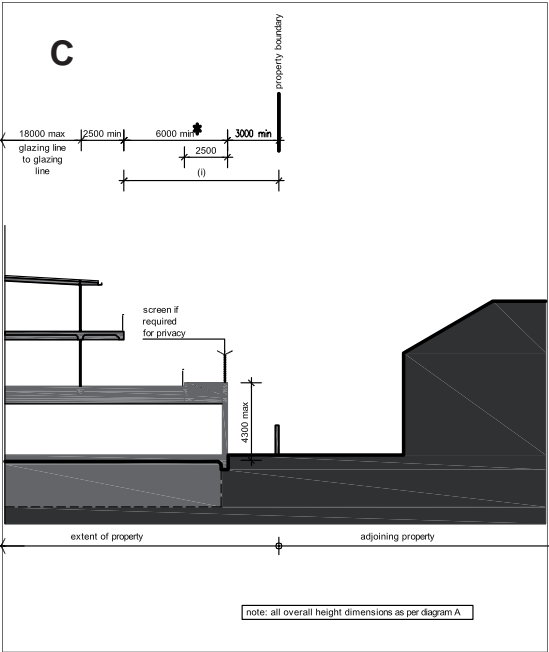 C
property boundary
18000 max
2500 min
6000 min*
3000 min
glazing line
to glazing
line
2500
(i)
screen if
required
for privacy
4300 max
extent of property
adjoining property
note: all overall height dimensions as per diagram A